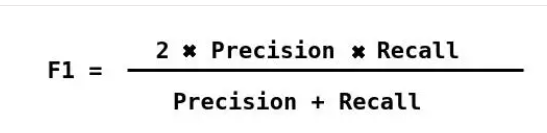 2 ✖ Precision ✖ Recall
F1 =
Precision + Recall